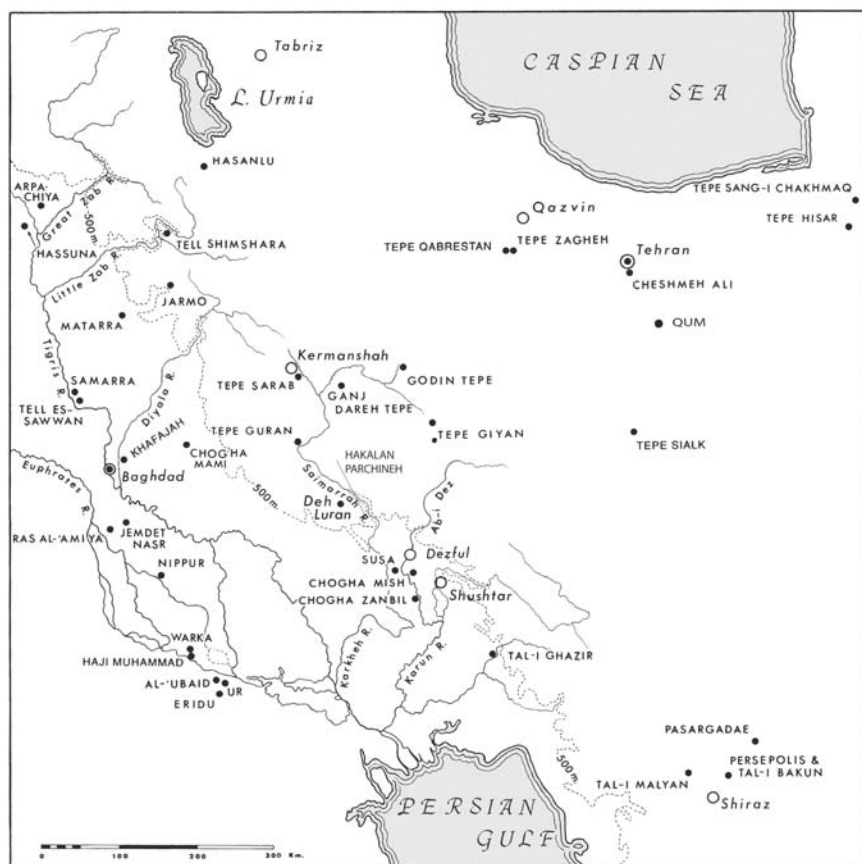 Tabriz
CASPIAN
SEA
L. Urmia
HASANLU
ARPA-
CHIYA
Great Zab R.
500m.
TEPE SANG-I CHAKHMAQ
Qazvin
TEPE HISAR
HASSUNA
TELL SHIMSHARA
TEPE QABRESTAN
TEPE ZAGHEH
Tehran
Little Zab R.
CHESHMEH ALI
JARMO
MATARRA
QUM
Tigris R.
Kermanshah
SAMARRA
Diyala R.
TEPE SARAB
GODIN TEPE
GANJ
DAREH TEPE
TELL ES-
SAWWAN
TEPE GURAN
TEPE GIYAN
TEPE SIALK
KHAFAJAH
CHOGHA
MAMI
HAKALAN
PARCHINEH
Baghdad
Euphrates R.
Saimarrah R.
500m.
Ab-i Dez
Deh
Luran
RAS AL-'AMIYA
JEMDET
NASR
Dezful
NIPPUR
SUSA
CHOGHA MISH
Shushtar
CHOGHA ZANBIL
WARKA
HAJI MUHAMMAD
Karkheh R.
Karun R.
TAL-I GHAZIR
AL-'UBAID
UR
ERIDU
PASARGADAE
500m.
PERSEPOLIS &
TAL-I BAKUN
TAL-I MALYAN
Shiraz
PERSIAN
GULF
0 100 200 300 Km.